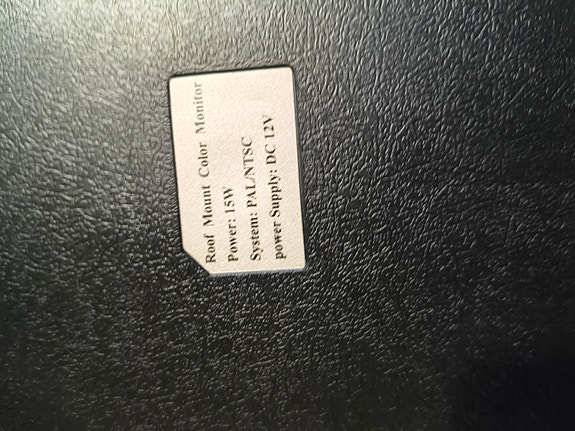 Roof Mount Color Monitor
Power: 15W
System: PAL/NTSC
power Supply: DC 12V